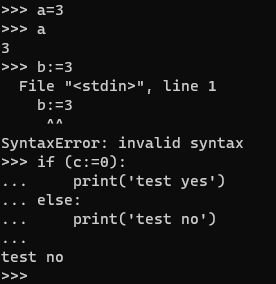 >>> a=3
>>> a
3
>>> b:=3
  File "<stdin>", line 1
    b:=3
     ^^
SyntaxError: invalid syntax
>>> if (c:=0):
...     print('test yes')
... else:
...     print('test no')
...
test no
>>>